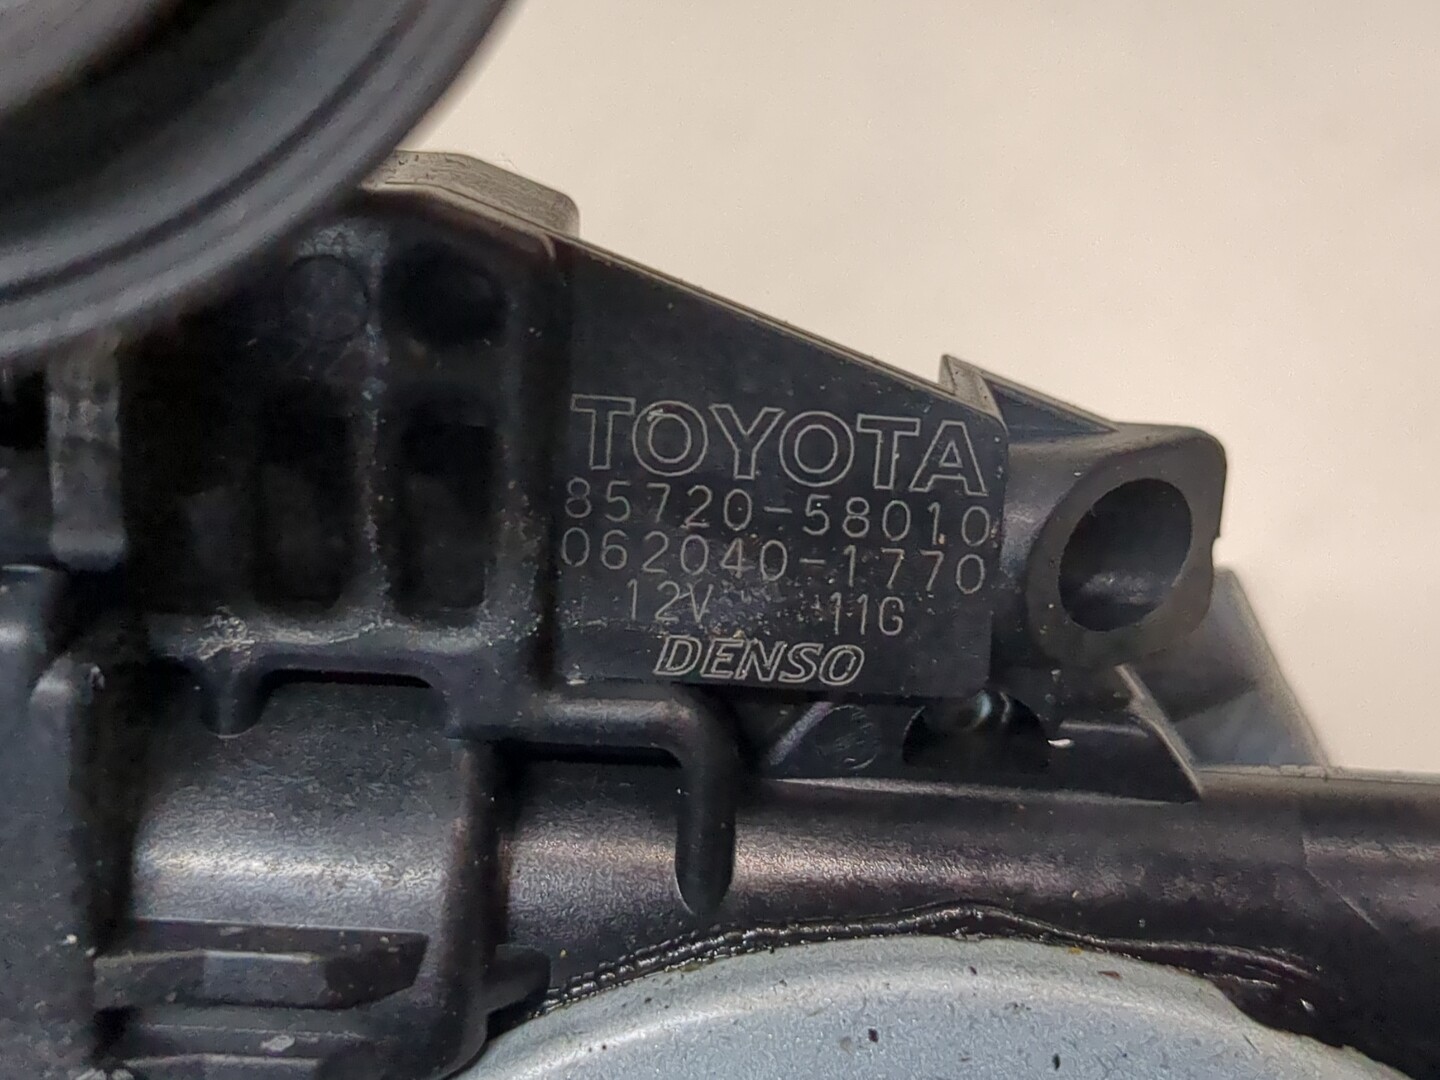 TOYOTA
85720-58010
062040-1770
12V 11G
DENSO